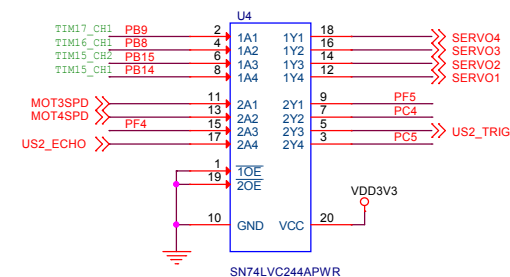 U4
TIM17_CH1 PB9 2 1A1 1Y1 18 SERVO4
TIM16_CH1 PB8 4 1A2 1Y2 16 SERVO3
TIM15_CH2 PB15 6 1A3 1Y3 14 SERVO2
TIM15_CH1 PB14 8 1A4 1Y4 12 SERVO1
MOT3SPD 11 2A1 2Y1 9 PF5
MOT4SPD 13 2A2 2Y2 7 PC4
PF4 15 2A3 2Y3 5 US2_TRIG
US2_ECHO 17 2A4 2Y4 3 PC5
1 1OE
19 2OE
VDD3V3
10 GND VCC 20
SN74LVC244APWR